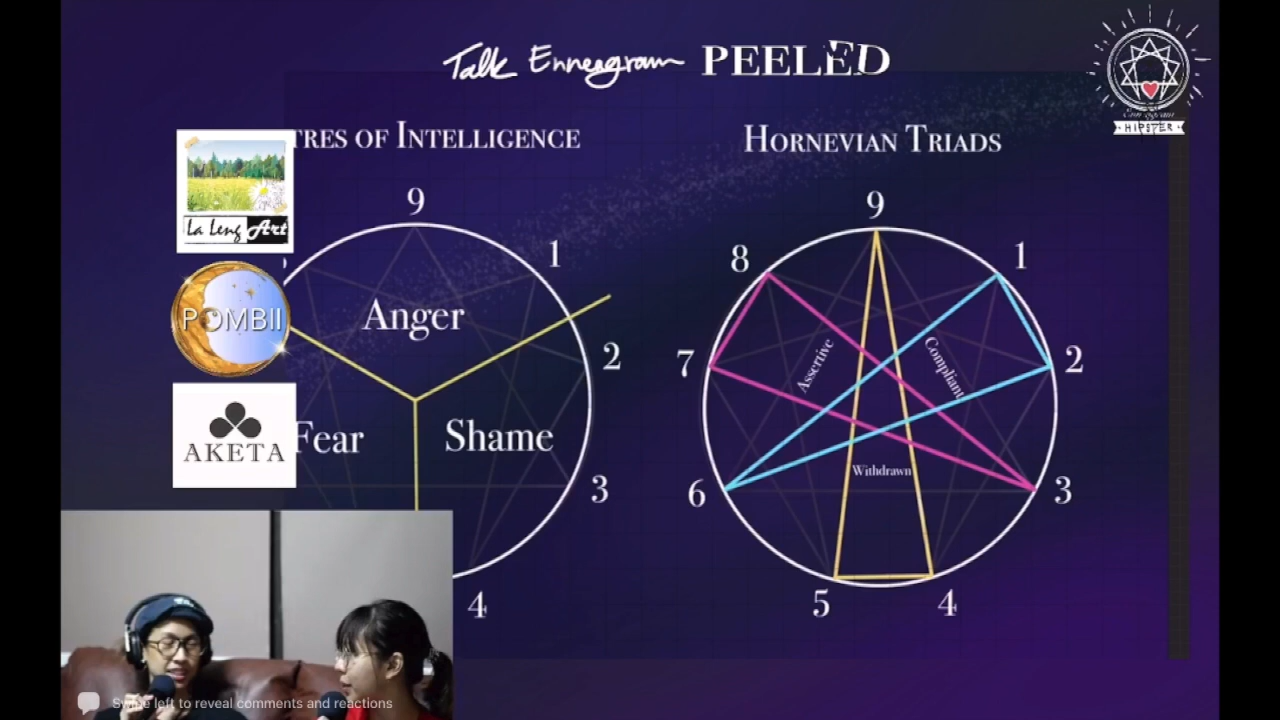 Talk Enneagram PEELED
HIPSTER
TRES OF INTELLIGENCE
HORNEVIAN TRIADS
La Leng Art
POMBII
AKETA
9
1
2
3
4
Anger
Fear
Shame
9
8
1
7
2
6
3
5
4
Assertive
Compliant
Withdrawn
Swipe left to reveal comments and reactions